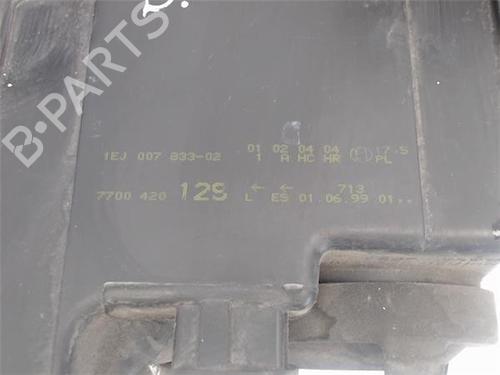 1EJ 007 833-02 01 02 04 04 17.5
1 A HC HR PL
7700 420 129 L ← ES ← 01.06.99 713 01..
B-PARTS